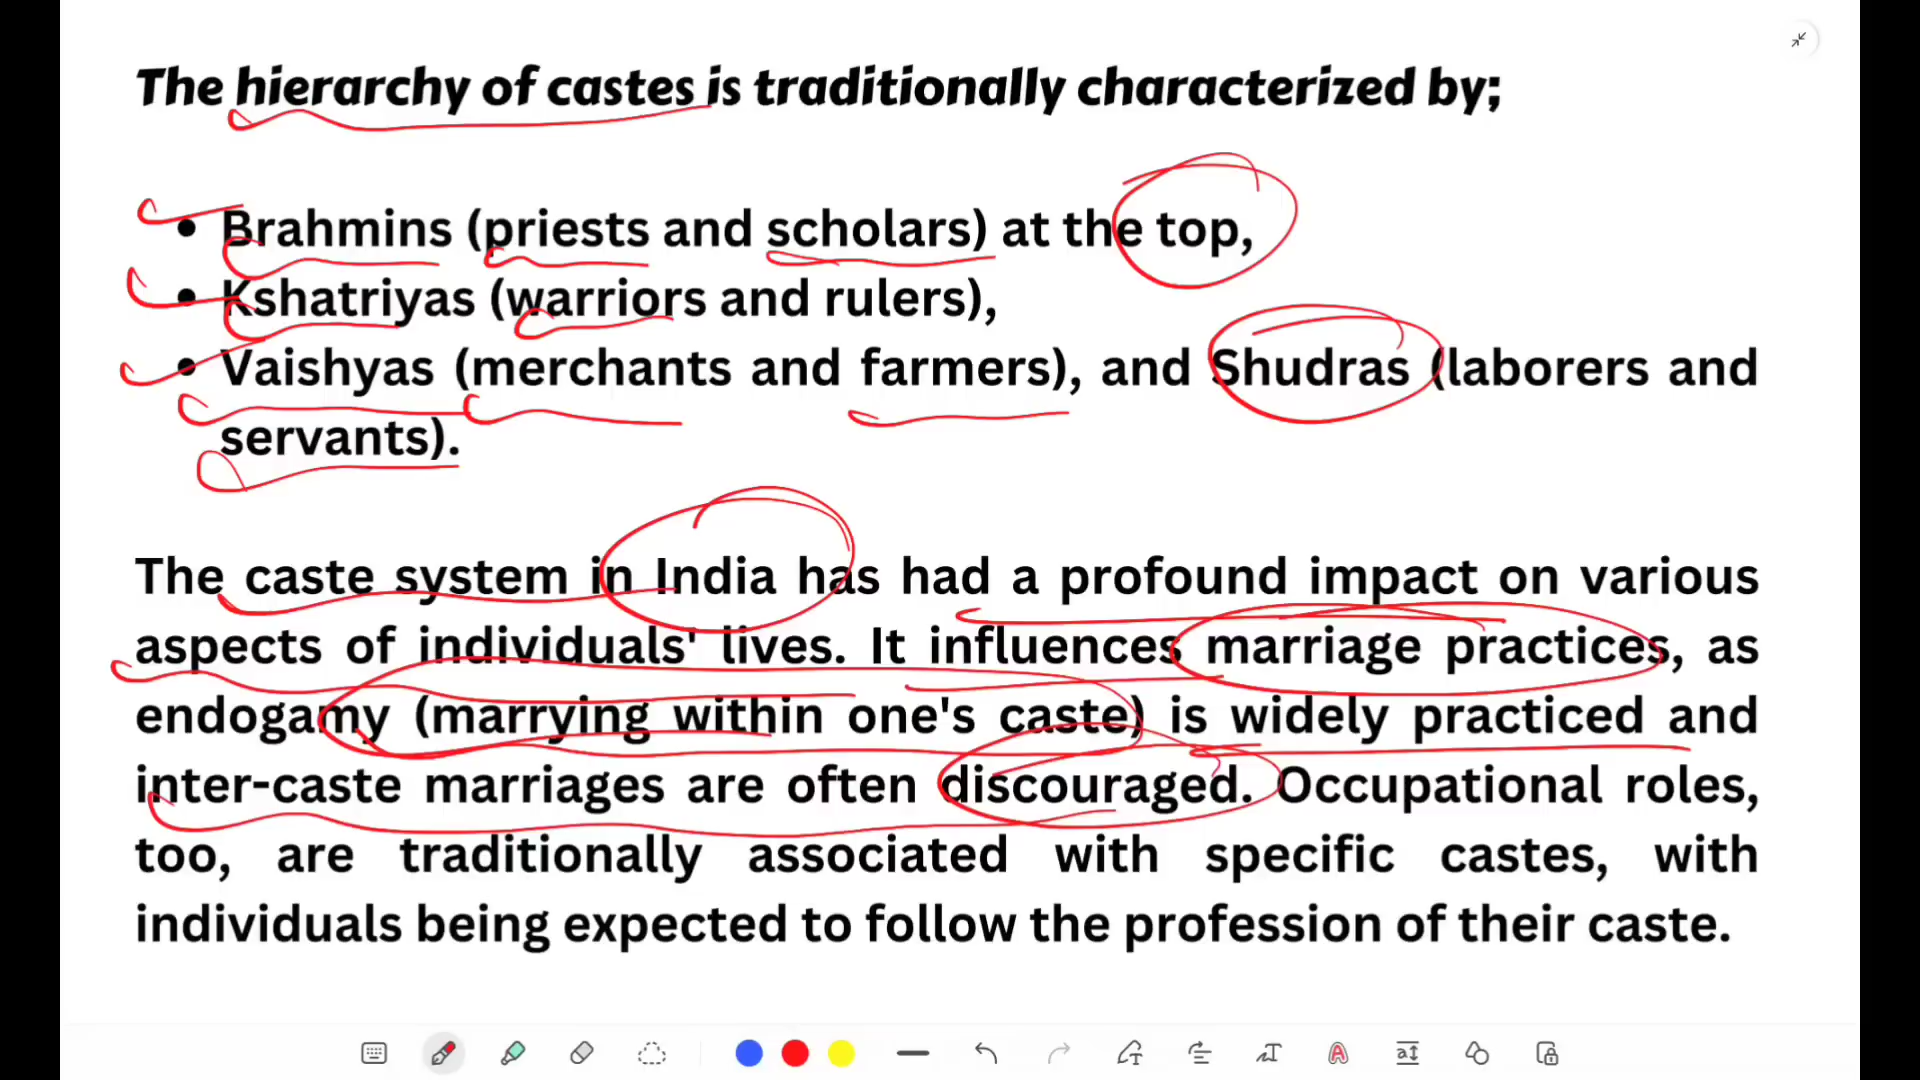 The hierarchy of castes is traditionally characterized by;
• Brahmins (priests and scholars) at the top,
• Kshatriyas (warriors and rulers),
• Vaishyas (merchants and farmers), and Shudras (laborers and
servants).
The caste system in India has had a profound impact on various
aspects of individuals' lives. It influences marriage practices, as
endogamy (marrying within one's caste) is widely practiced and
inter-caste marriages are often discouraged. Occupational roles,
too, are traditionally associated with specific castes, with
individuals being expected to follow the profession of their caste.